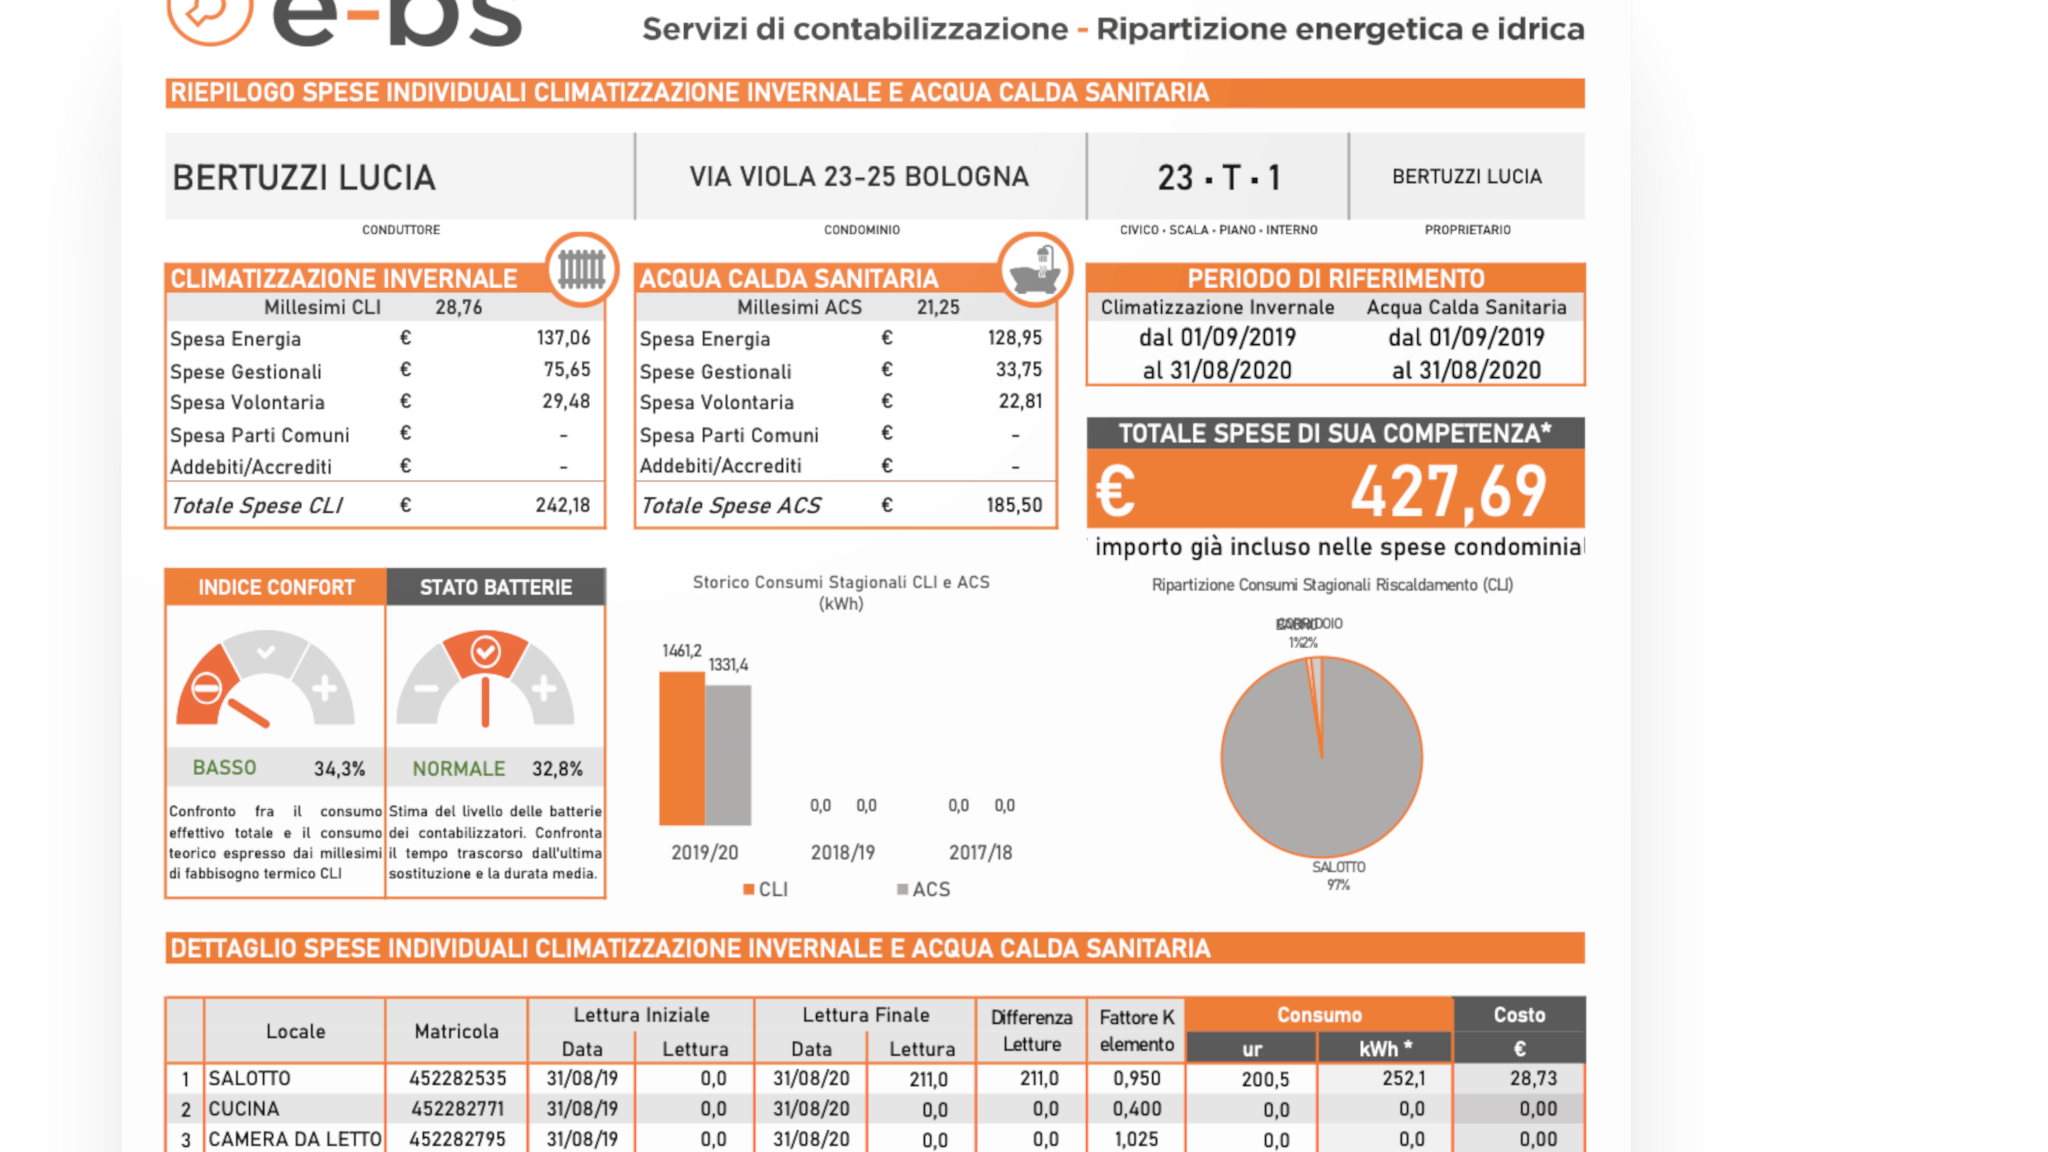 e-bs
Servizi di contabilizzazione - Ripartizione energetica e idrica
RIEPILOGO SPESE INDIVIDUALI CLIMATIZZAZIONE INVERNALE E ACQUA CALDA SANITARIA
BERTUZZI LUCIA
VIA VIOLA 23-25 BOLOGNA
23 · T · 1
BERTUZZI LUCIA
CONDUTTORE
CONDOMINIO
CIVICO • SCALA • PIANO • INTERNO
PROPRIETARIO
CLIMATIZZAZIONE INVERNALE
Millesimi CLI 28,76
Spesa Energia € 137,06
Spese Gestionali € 75,65
Spesa Volontaria € 29,48
Spesa Parti Comuni € -
Addebiti/Accrediti € -
Totale Spese CLI € 242,18
ACQUA CALDA SANITARIA
Millesimi ACS 21,25
Spesa Energia € 128,95
Spese Gestionali € 33,75
Spesa Volontaria € 22,81
Spesa Parti Comuni € -
Addebiti/Accrediti € -
Totale Spese ACS € 185,50
PERIODO DI RIFERIMENTO
Climatizzazione Invernale Acqua Calda Sanitaria
dal 01/09/2019 dal 01/09/2019
al 31/08/2020 al 31/08/2020
TOTALE SPESE DI SUA COMPETENZA*
€ 427,69
importo già incluso nelle spese condominial
INDICE CONFORT
BASSO 34,3%
Confronto fra il consumo
effettivo totale e il consumo
teorico espresso dai millesimi
di fabbisogno termico CLI
STATO BATTERIE
NORMALE 32,8%
Stima del livello delle batterie
dei contabilizzatori. Confronta
il tempo trascorso dall'ultima
sostituzione e la durata media.
Storico Consumi Stagionali CLI e ACS
(kWh)
1461,2
1331,4
0,0 0,0 0,0 0,0
2019/20 2018/19 2017/18
CLI ACS
Ripartizione Consumi Stagionali Riscaldamento (CLI)
CORRIDOIO
1% 2%
SALOTTO
97%
DETTAGLIO SPESE INDIVIDUALI CLIMATIZZAZIONE INVERNALE E ACQUA CALDA SANITARIA
Locale Matricola Lettura Iniziale Lettura Finale Differenza Letture Fattore K elemento Consumo Costo
Data Lettura Data Lettura ur kWh * €
1 SALOTTO 452282535 31/08/19 0,0 31/08/20 211,0 211,0 0,950 200,5 252,1 28,73
2 CUCINA 452282771 31/08/19 0,0 31/08/20 0,0 0,0 0,400 0,0 0,0 0,00
3 CAMERA DA LETTO 452282795 31/08/19 0,0 31/08/20 0,0 0,0 1,025 0,0 0,0 0,00